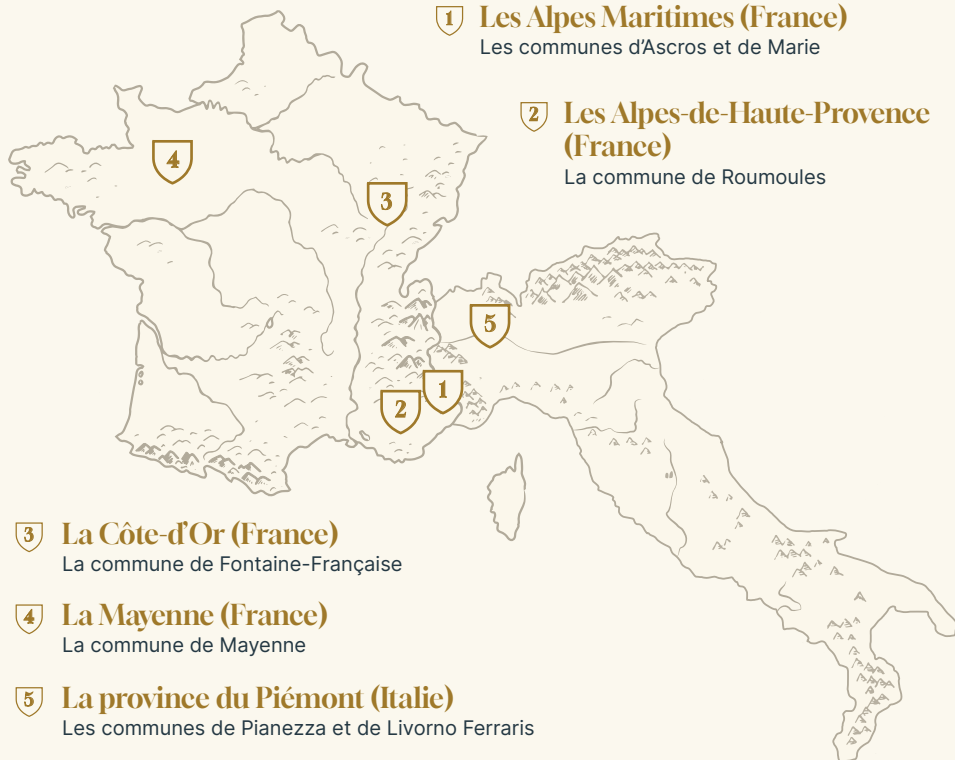 1 Les Alpes Maritimes (France)
Les communes d’Ascros et de Marie
2 Les Alpes-de-Haute-Provence
(France)
La commune de Roumoules
4
3
5
1
2
3 La Côte-d’Or (France)
La commune de Fontaine-Française
4 La Mayenne (France)
La commune de Mayenne
5 La province du Piémont (Italie)
Les communes de Pianezza et de Livorno Ferraris